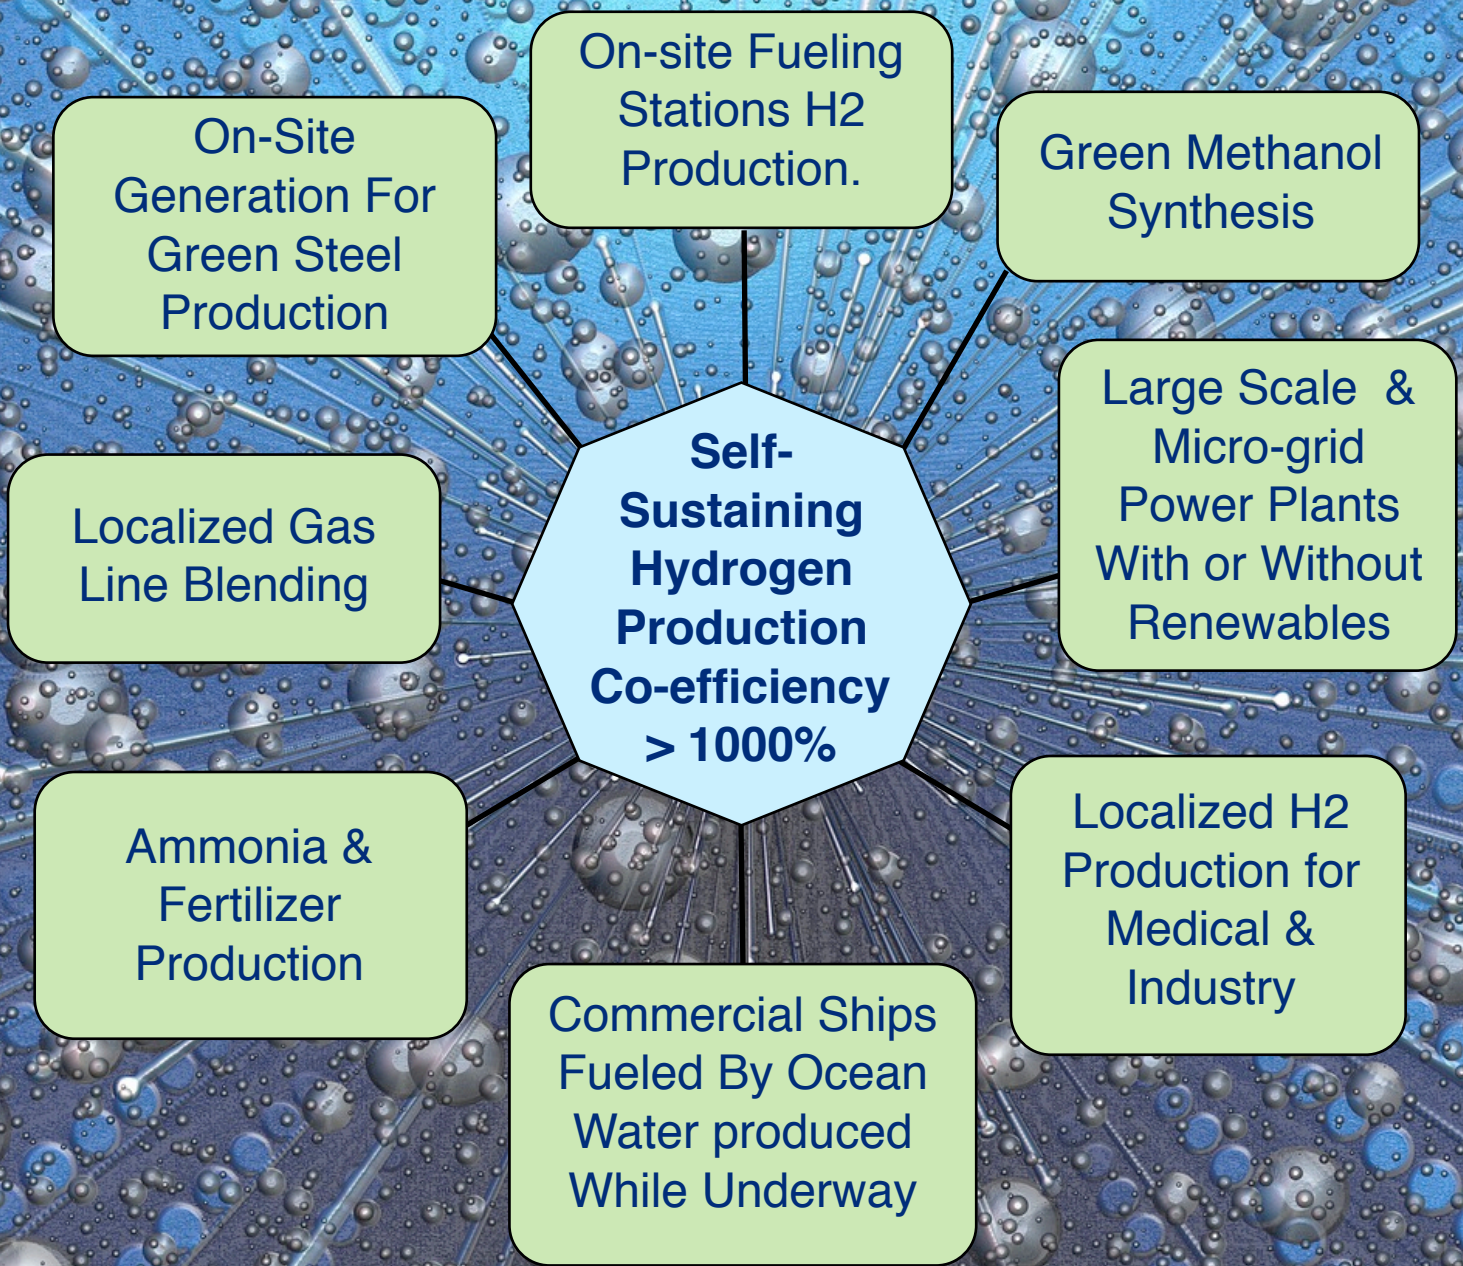 On-site Fueling
Stations H2
Production.
On-Site
Generation For
Green Steel
Production
Green Methanol
Synthesis
Large Scale  &
Micro-grid
Power Plants
With or Without
Renewables
Self-
Sustaining
Hydrogen
Production
Co-efficiency
> 1000%
Localized Gas
Line Blending
Ammonia &
Fertilizer
Production
Localized H2
Production for
Medical &
Industry
Commercial Ships
Fueled By Ocean
Water produced
While Underway